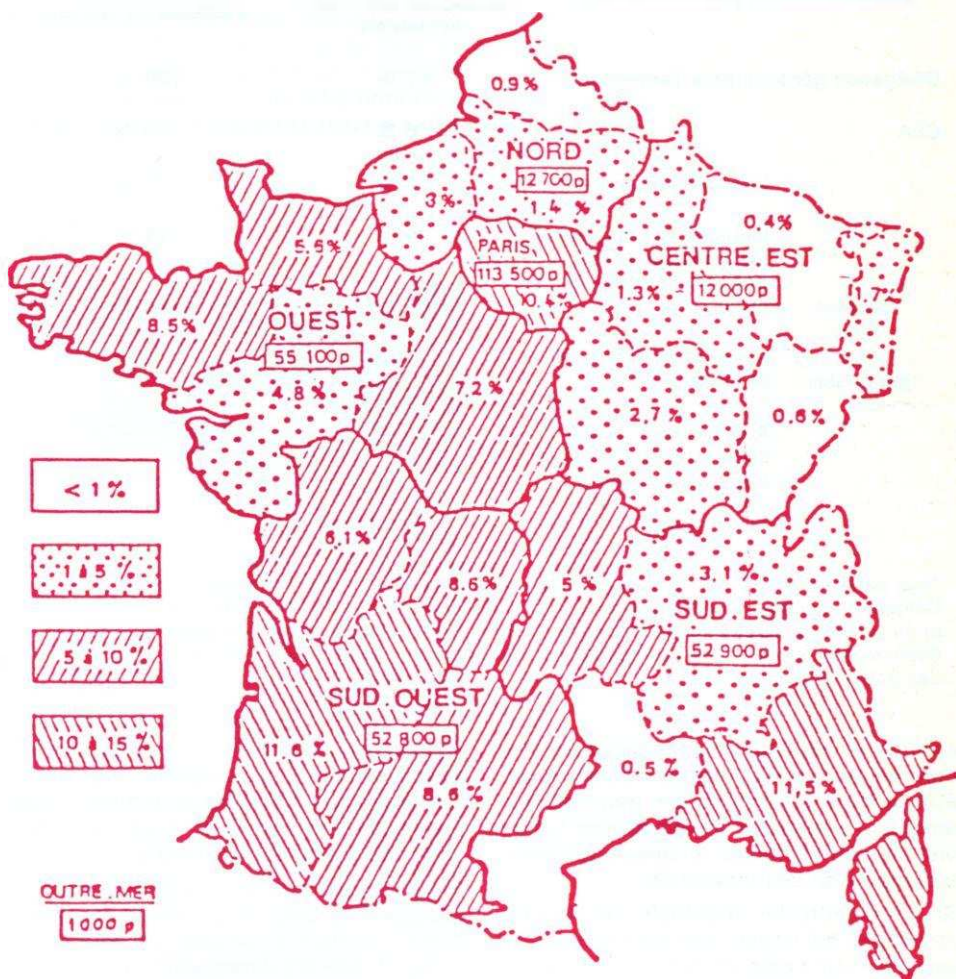 0.9%
NORD
12 700 p
3%
1.4 %
0.4%
PARIS
113 500 p
10.4%
CENTRE.EST
1.3%
12 000 p
1.7%
5.5%
8.5%
OUEST
55 100 p
4.8%
7.2%
2.7%
0.6%
< 1 %
1 à 5 %
5 à 10 %
10 à 15 %
6.1%
8.6%
5%
3.1%
SUD.EST
52 900 p
SUD.OUEST
52 800 p
11.6%
8.6%
0.5%
11,5%
OUTRE.MER
1000 p